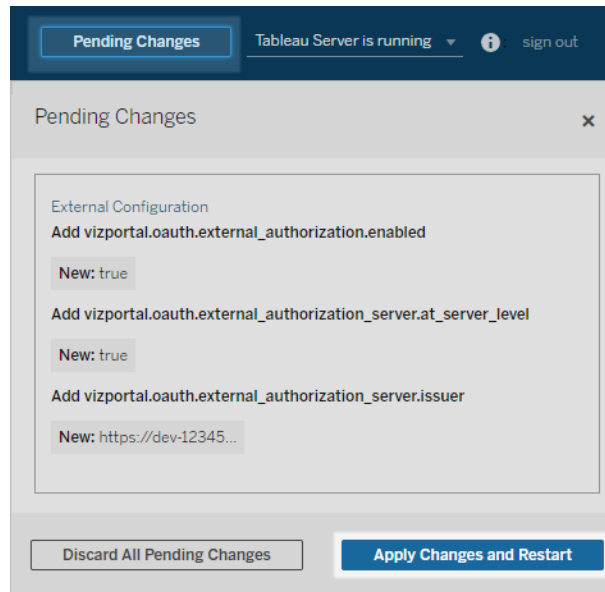 Pending Changes
Tableau Server is running
sign out
Pending Changes
External Configuration
Add vizportal.oauth.external_authorization.enabled
New: true
Add vizportal.oauth.external_authorization_server.at_server_level
New: true
Add vizportal.oauth.external_authorization_server.issuer
New: https://dev-12345...
Discard All Pending Changes
Apply Changes and Restart